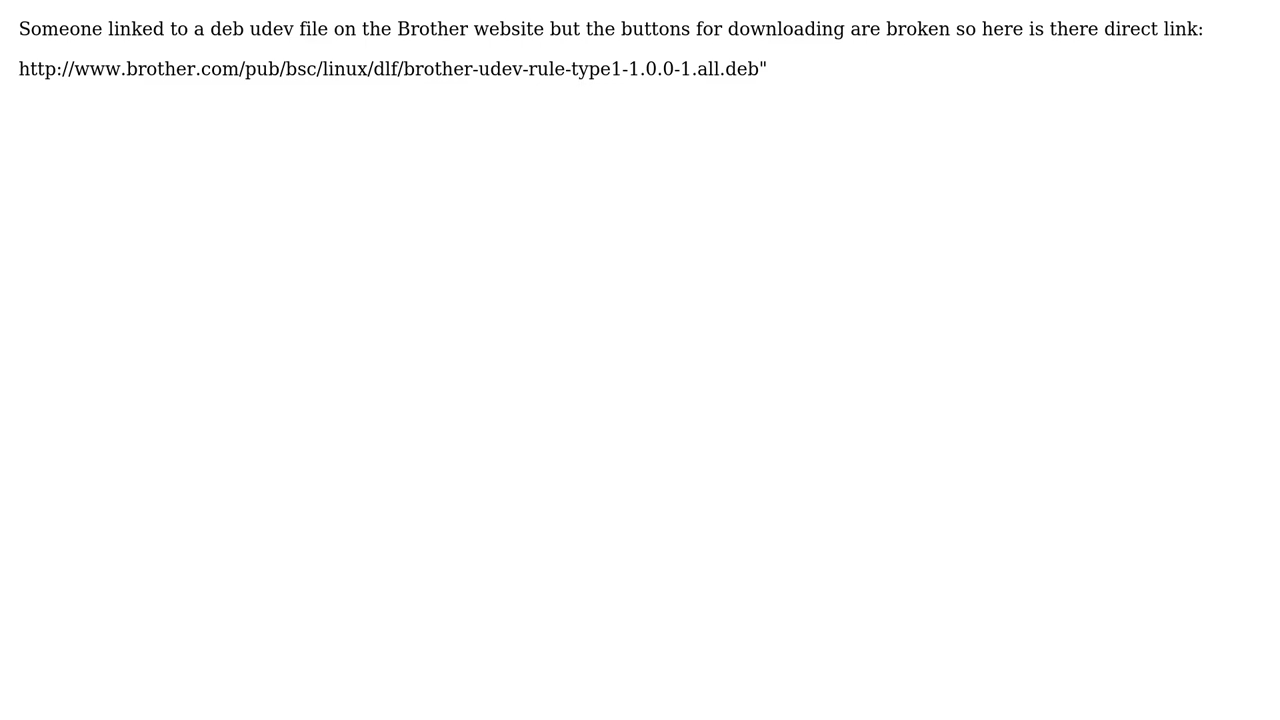 Someone linked to a deb udev file on the Brother website but the buttons for downloading are broken so here is there direct link:
http://www.brother.com/pub/bsc/linux/dlf/brother-udev-rule-type1-1.0.0-1.all.deb"